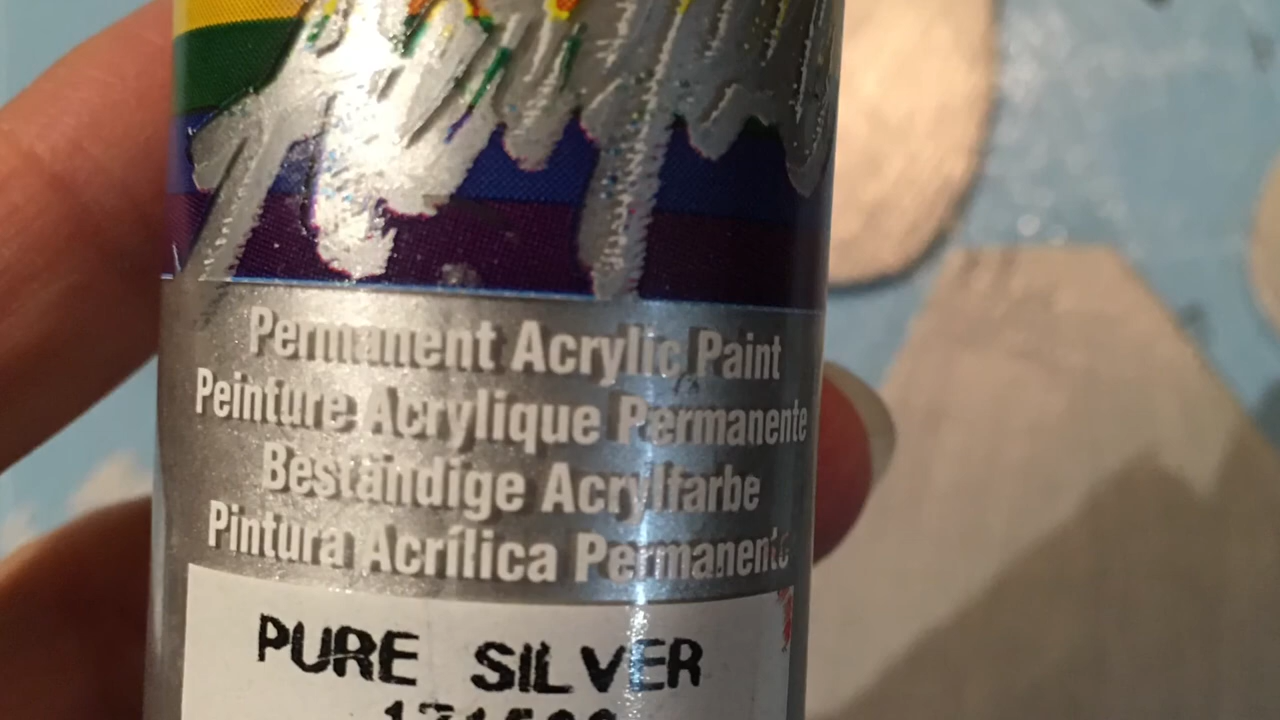 Permanent Acrylic Paint
Peinture Acrylique Permanente
Beständige Acrylfarbe
Pintura Acrílica Permanente
PURE SILVER